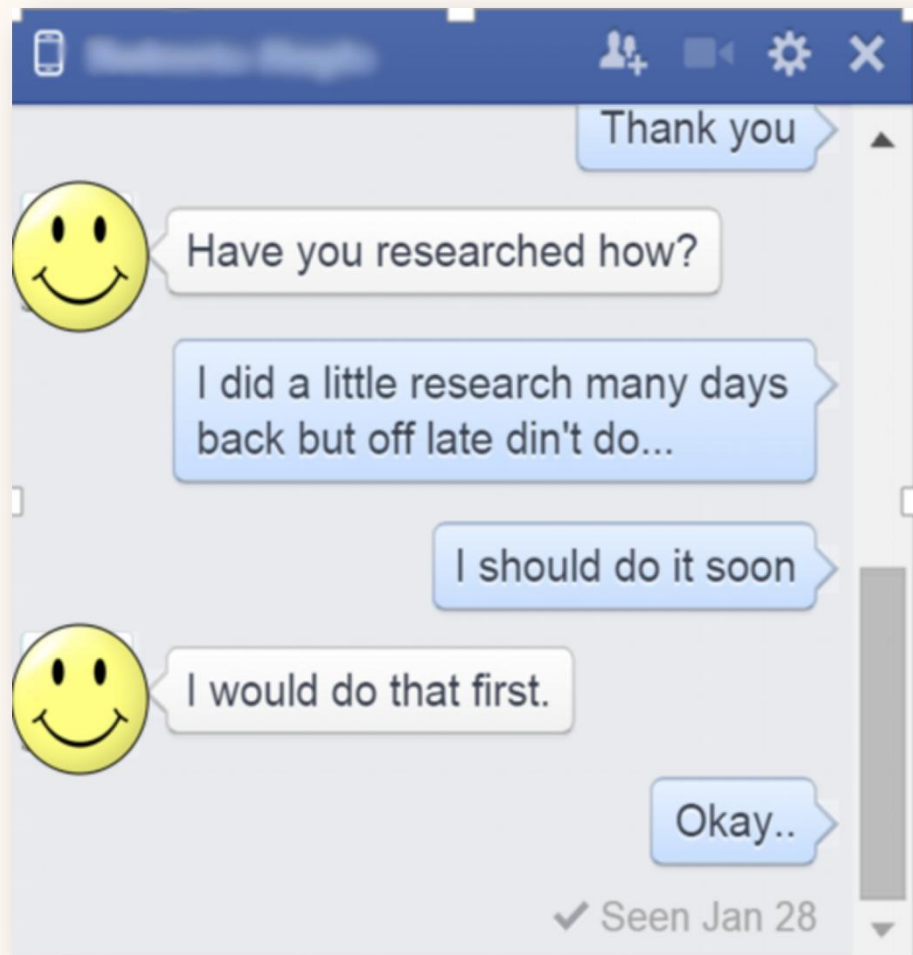 Thank you
Have you researched how?
I did a little research many days
back but off late din't do...
I should do it soon
I would do that first.
Okay..
Seen Jan 28